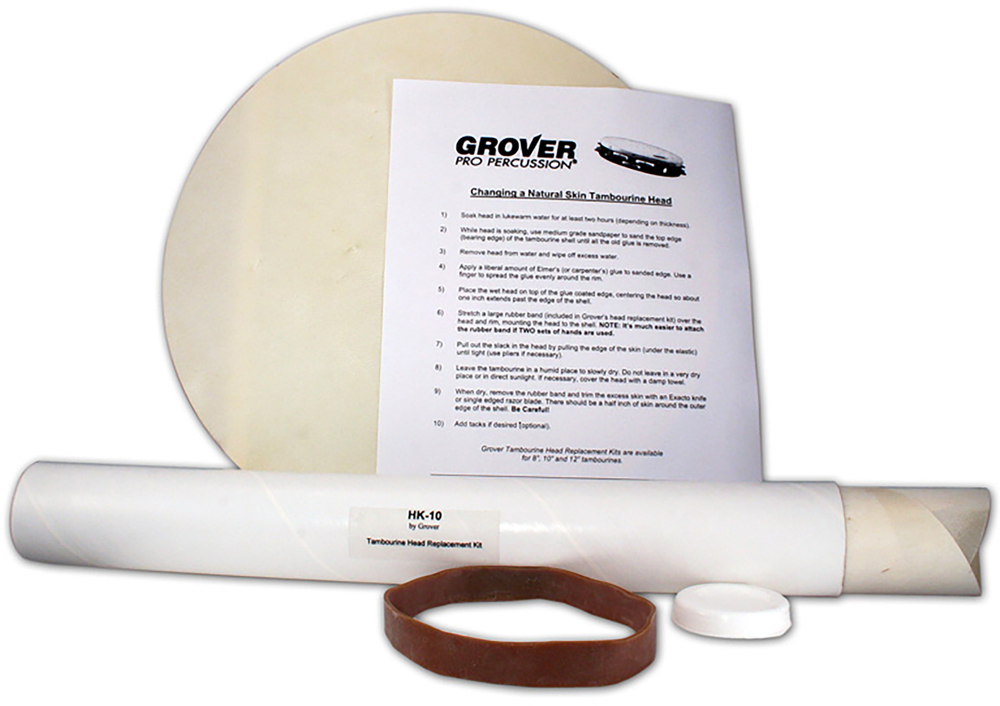 GROVER
PRO PERCUSSION®
Changing a Natural Skin Tambourine Head
1) Soak head in lukewarm water for at least two hours (depending on thickness).
2) While head is soaking, use medium grade sandpaper to sand the top edge
(bearing edge) of the tambourine shell until all the old glue is removed.
3) Remove head from water and wipe off excess water.
4) Apply a liberal amount of Elmer's (or carpenter's) glue to sanded edge. Use a
finger to spread the glue evenly around the rim.
5) Place the wet head on top of the glue coated edge, centering the head so about
one inch extends past the edge of the shell.
6) Stretch a large rubber band (included in Grover's head replacement kit) over the
head and rim, mounting the head to the shell. NOTE: It's much easier to attach
the rubber band if TWO sets of hands are used.
7) Pull out the slack in the head by pulling the edge of the skin (under the elastic)
until tight (use pliers if necessary).
8) Leave the tambourine in a humid place to slowly dry. Do not leave in a very dry
place or in direct sunlight. If necessary, cover the head with a damp towel.
9) When dry, remove the rubber band and trim the excess skin with an Exacto knife
or single edged razor blade. There should be a half inch of skin around the outer
edge of the shell. Be Careful!
10) Add tacks if desired (optional).
Grover Tambourine Head Replacement Kits are available
for 8", 10" and 12" tambourines.
HK-10
by Grover
Tambourine Head Replacement Kit